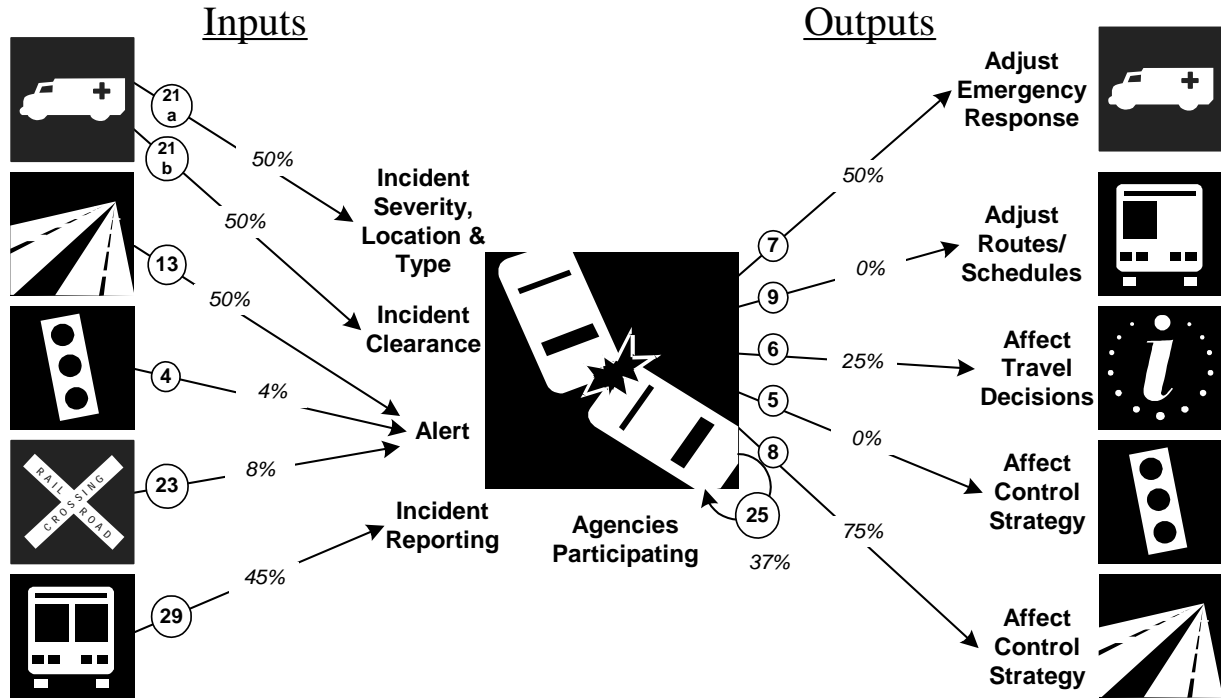 Inputs
Outputs
21
a
21
b
50%
50%
13
50%
4
4%
23
8%
29
45%
RAIL
CROSSING
ROAD
Incident
Severity,
Location &
Type
Incident
Clearance
Alert
Incident
Reporting
Agencies
Participating
25
37%
7
50%
9
0%
6
25%
5
0%
8
75%
Adjust
Emergency
Response
Adjust
Routes/
Schedules
Affect
Travel
Decisions
i
Affect
Control
Strategy
Affect
Control
Strategy